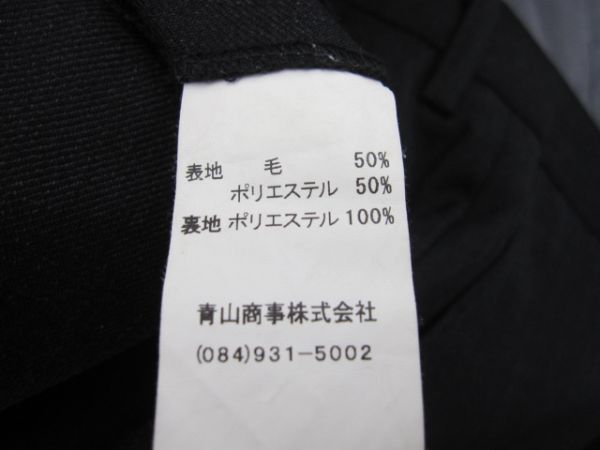 表地 毛 50%
ポリエステル 50%
裏地 ポリエステル 100%
青山商事株式会社
(084)931-5002